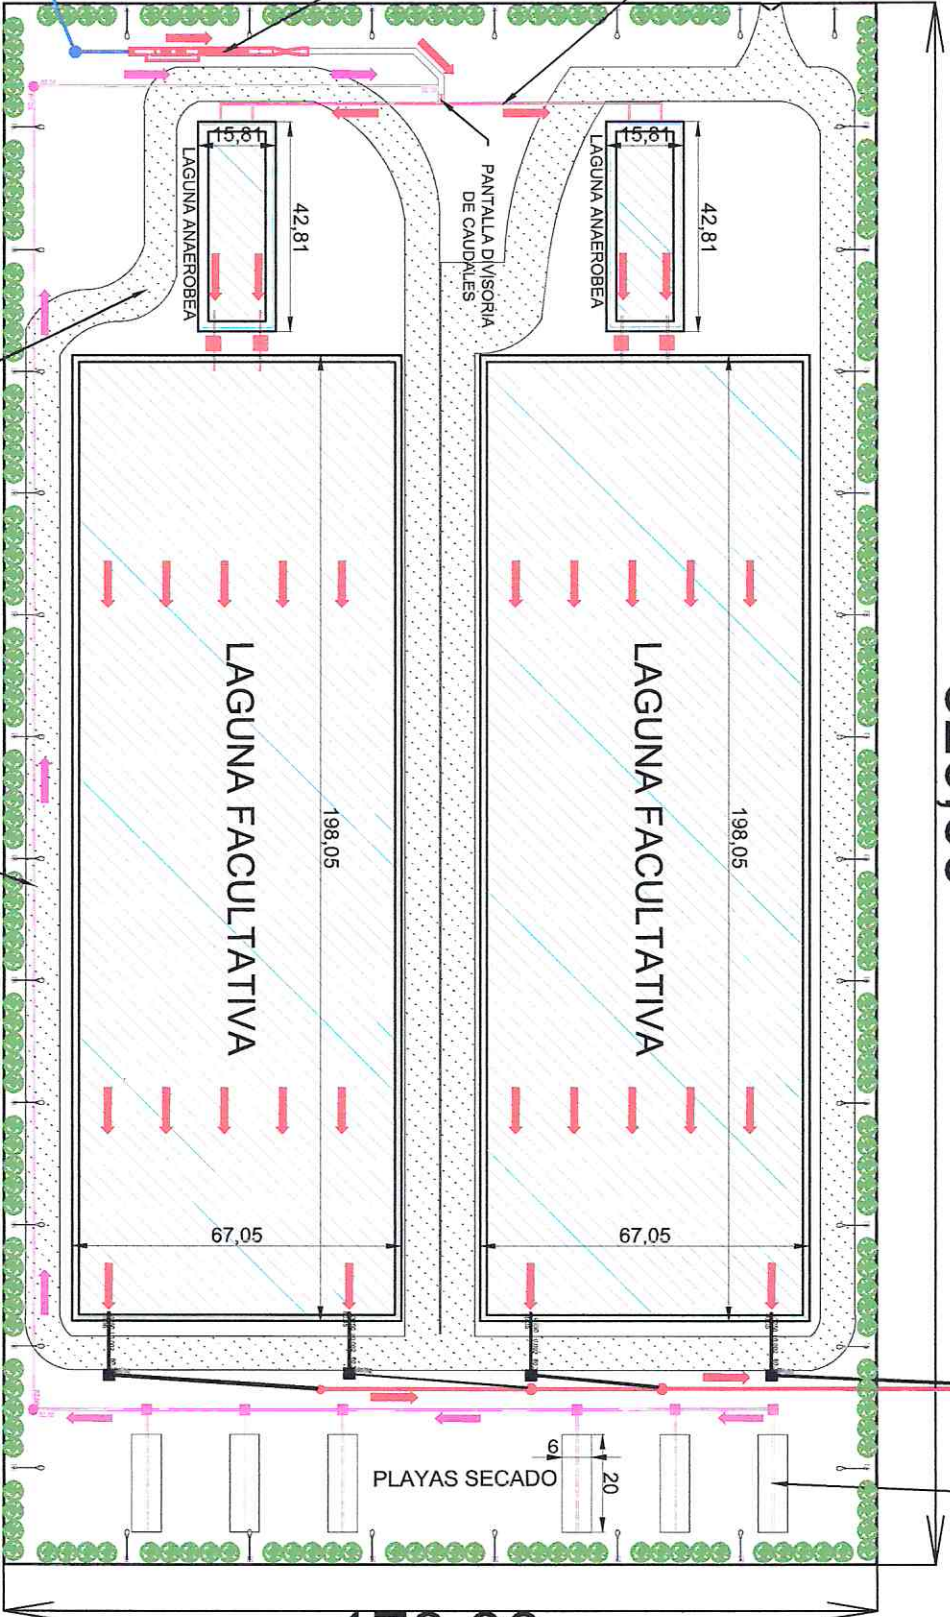 15,81
LAGUNA ANAEROBEA
42,81
PANTALLA DIVISORIA
DE CAUDALES
15,81
LAGUNA ANAEROBEA
42,81
LAGUNA FACULTATIVA
198,05
67,05
LAGUNA FACULTATIVA
198,05
67,05
PLAYAS SECADO
6
20